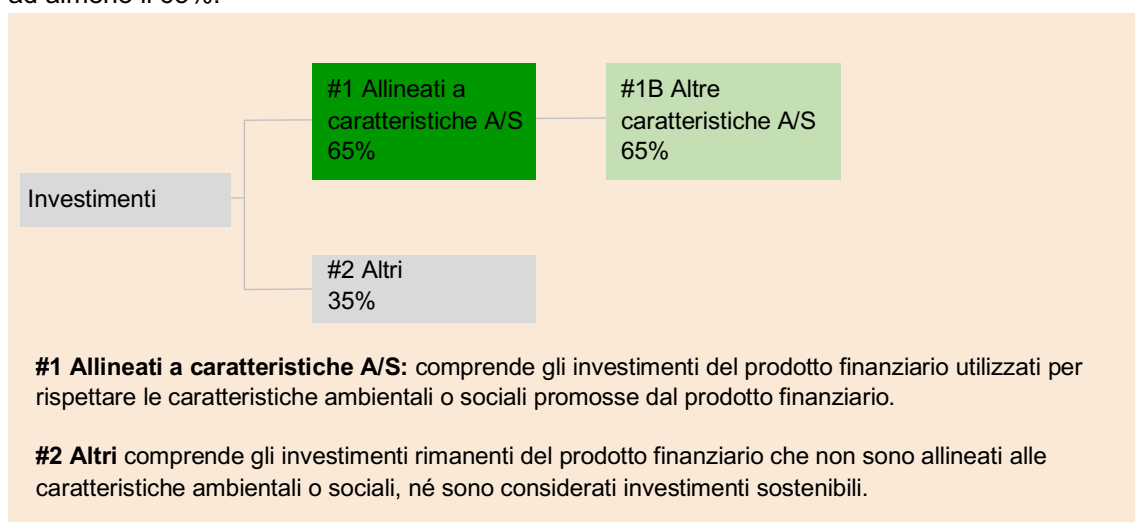 #1 Allineati a
caratteristiche A/S
65%
#1B Altre
caratteristiche A/S
65%
Investimenti
#2 Altri
35%
#1 Allineati a caratteristiche A/S: comprende gli investimenti del prodotto finanziario utilizzati per
rispettare le caratteristiche ambientali o sociali promosse dal prodotto finanziario.
#2 Altri comprende gli investimenti rimanenti del prodotto finanziario che non sono allineati alle
caratteristiche ambientali o sociali, né sono considerati investimenti sostenibili.